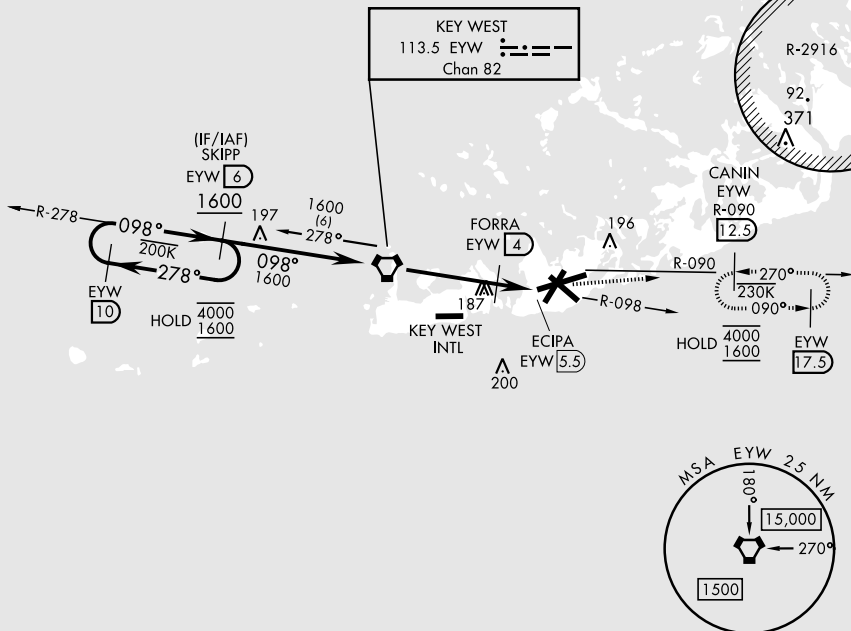 KEY WEST
113.5 EYW
Chan 82
R-2916
92
371
(IF/IAF)
SKIPP
EYW 6
1600
R-278
098°
200K
278°
EYW
10
HOLD 4000
1600
197
1600
(6)
278°
098°
1600
FORRA
EYW 4
187
KEY WEST
INTL
196
ECIPA
EYW 5.5
200
CANIN
EYW
R-090
12.5
R-090
R-098
270°
230K
090°
HOLD 4000
1600
EYW
17.5
MSA EYW 25 NM
180°
15,000
270°
1500